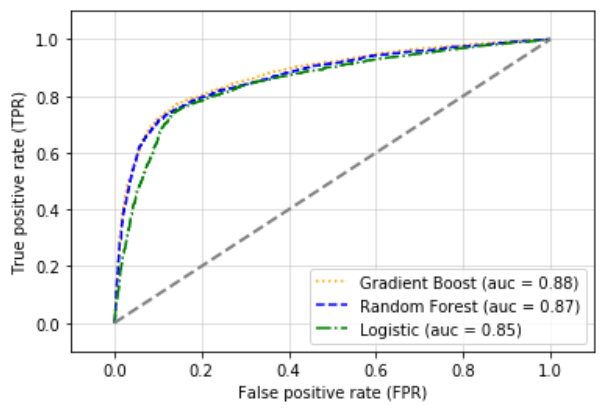 1.0
0.8
0.6
0.4
0.2
0.0
True positive rate (TPR)
Gradient Boost (auc = 0.88)
Random Forest (auc = 0.87)
Logistic (auc = 0.85)
0.0 0.2 0.4 0.6 0.8 1.0
False positive rate (FPR)